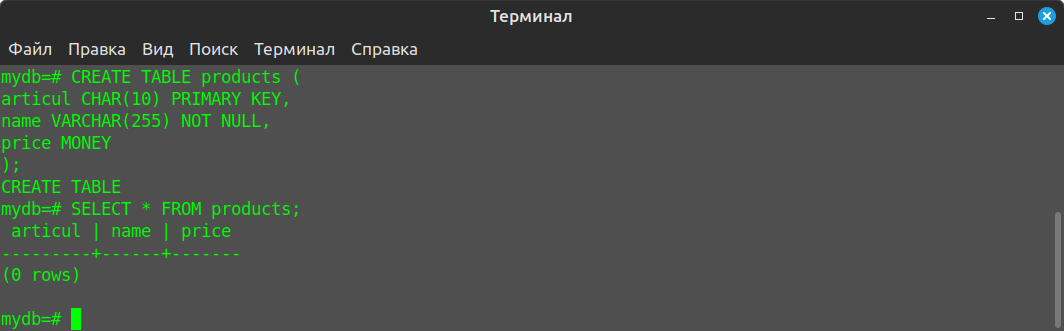 Терминал
Файл Правка Вид Поиск Терминал Справка
mydb=# CREATE TABLE products (
articul CHAR(10) PRIMARY KEY,
name VARCHAR(255) NOT NULL,
price MONEY
);
CREATE TABLE
mydb=# SELECT * FROM products;
 articul | name | price
---------+------+-------
(0 rows)
mydb=#